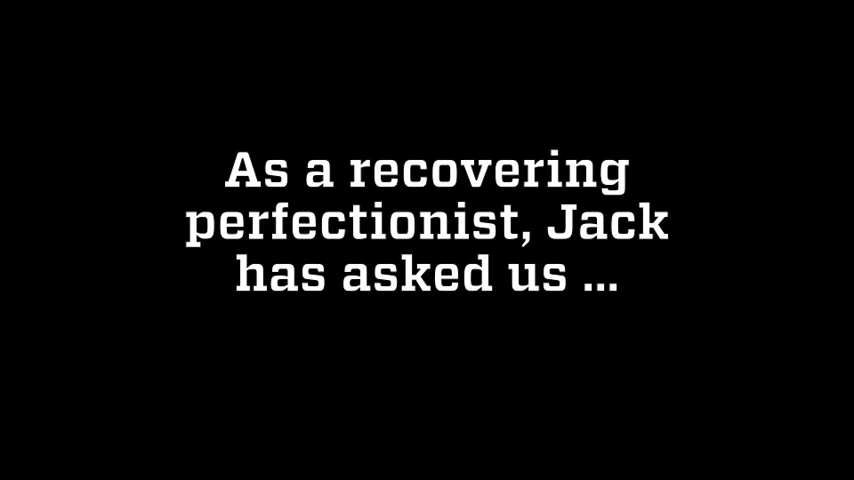 As a recovering
perfectionist, Jack
has asked us ...